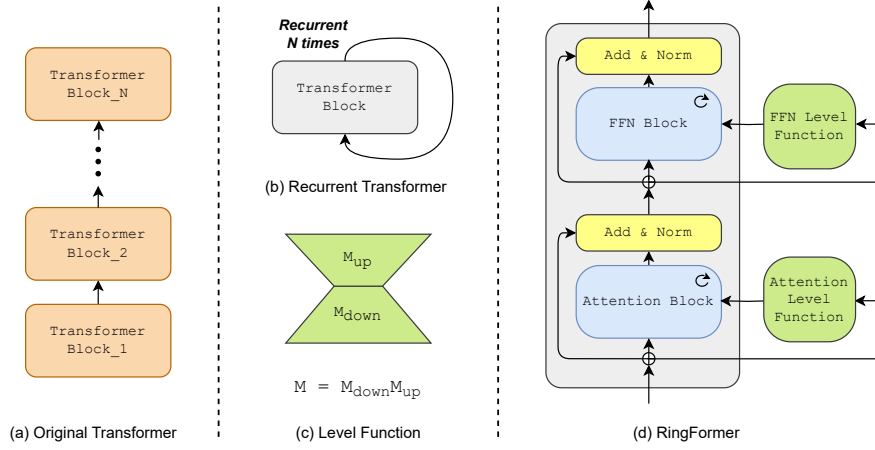 Transformer
Block_N
Transformer
Block_2
Transformer
Block_1
(a) Original Transformer
Recurrent
N times
Transformer
Block
(b) Recurrent Transformer
Mup
Mdown
M = MdownMup
(c) Level Function
Add & Norm
FFN Block
FFN Level
Function
Add & Norm
Attention Block
Attention
Level
Function
(d) RingFormer